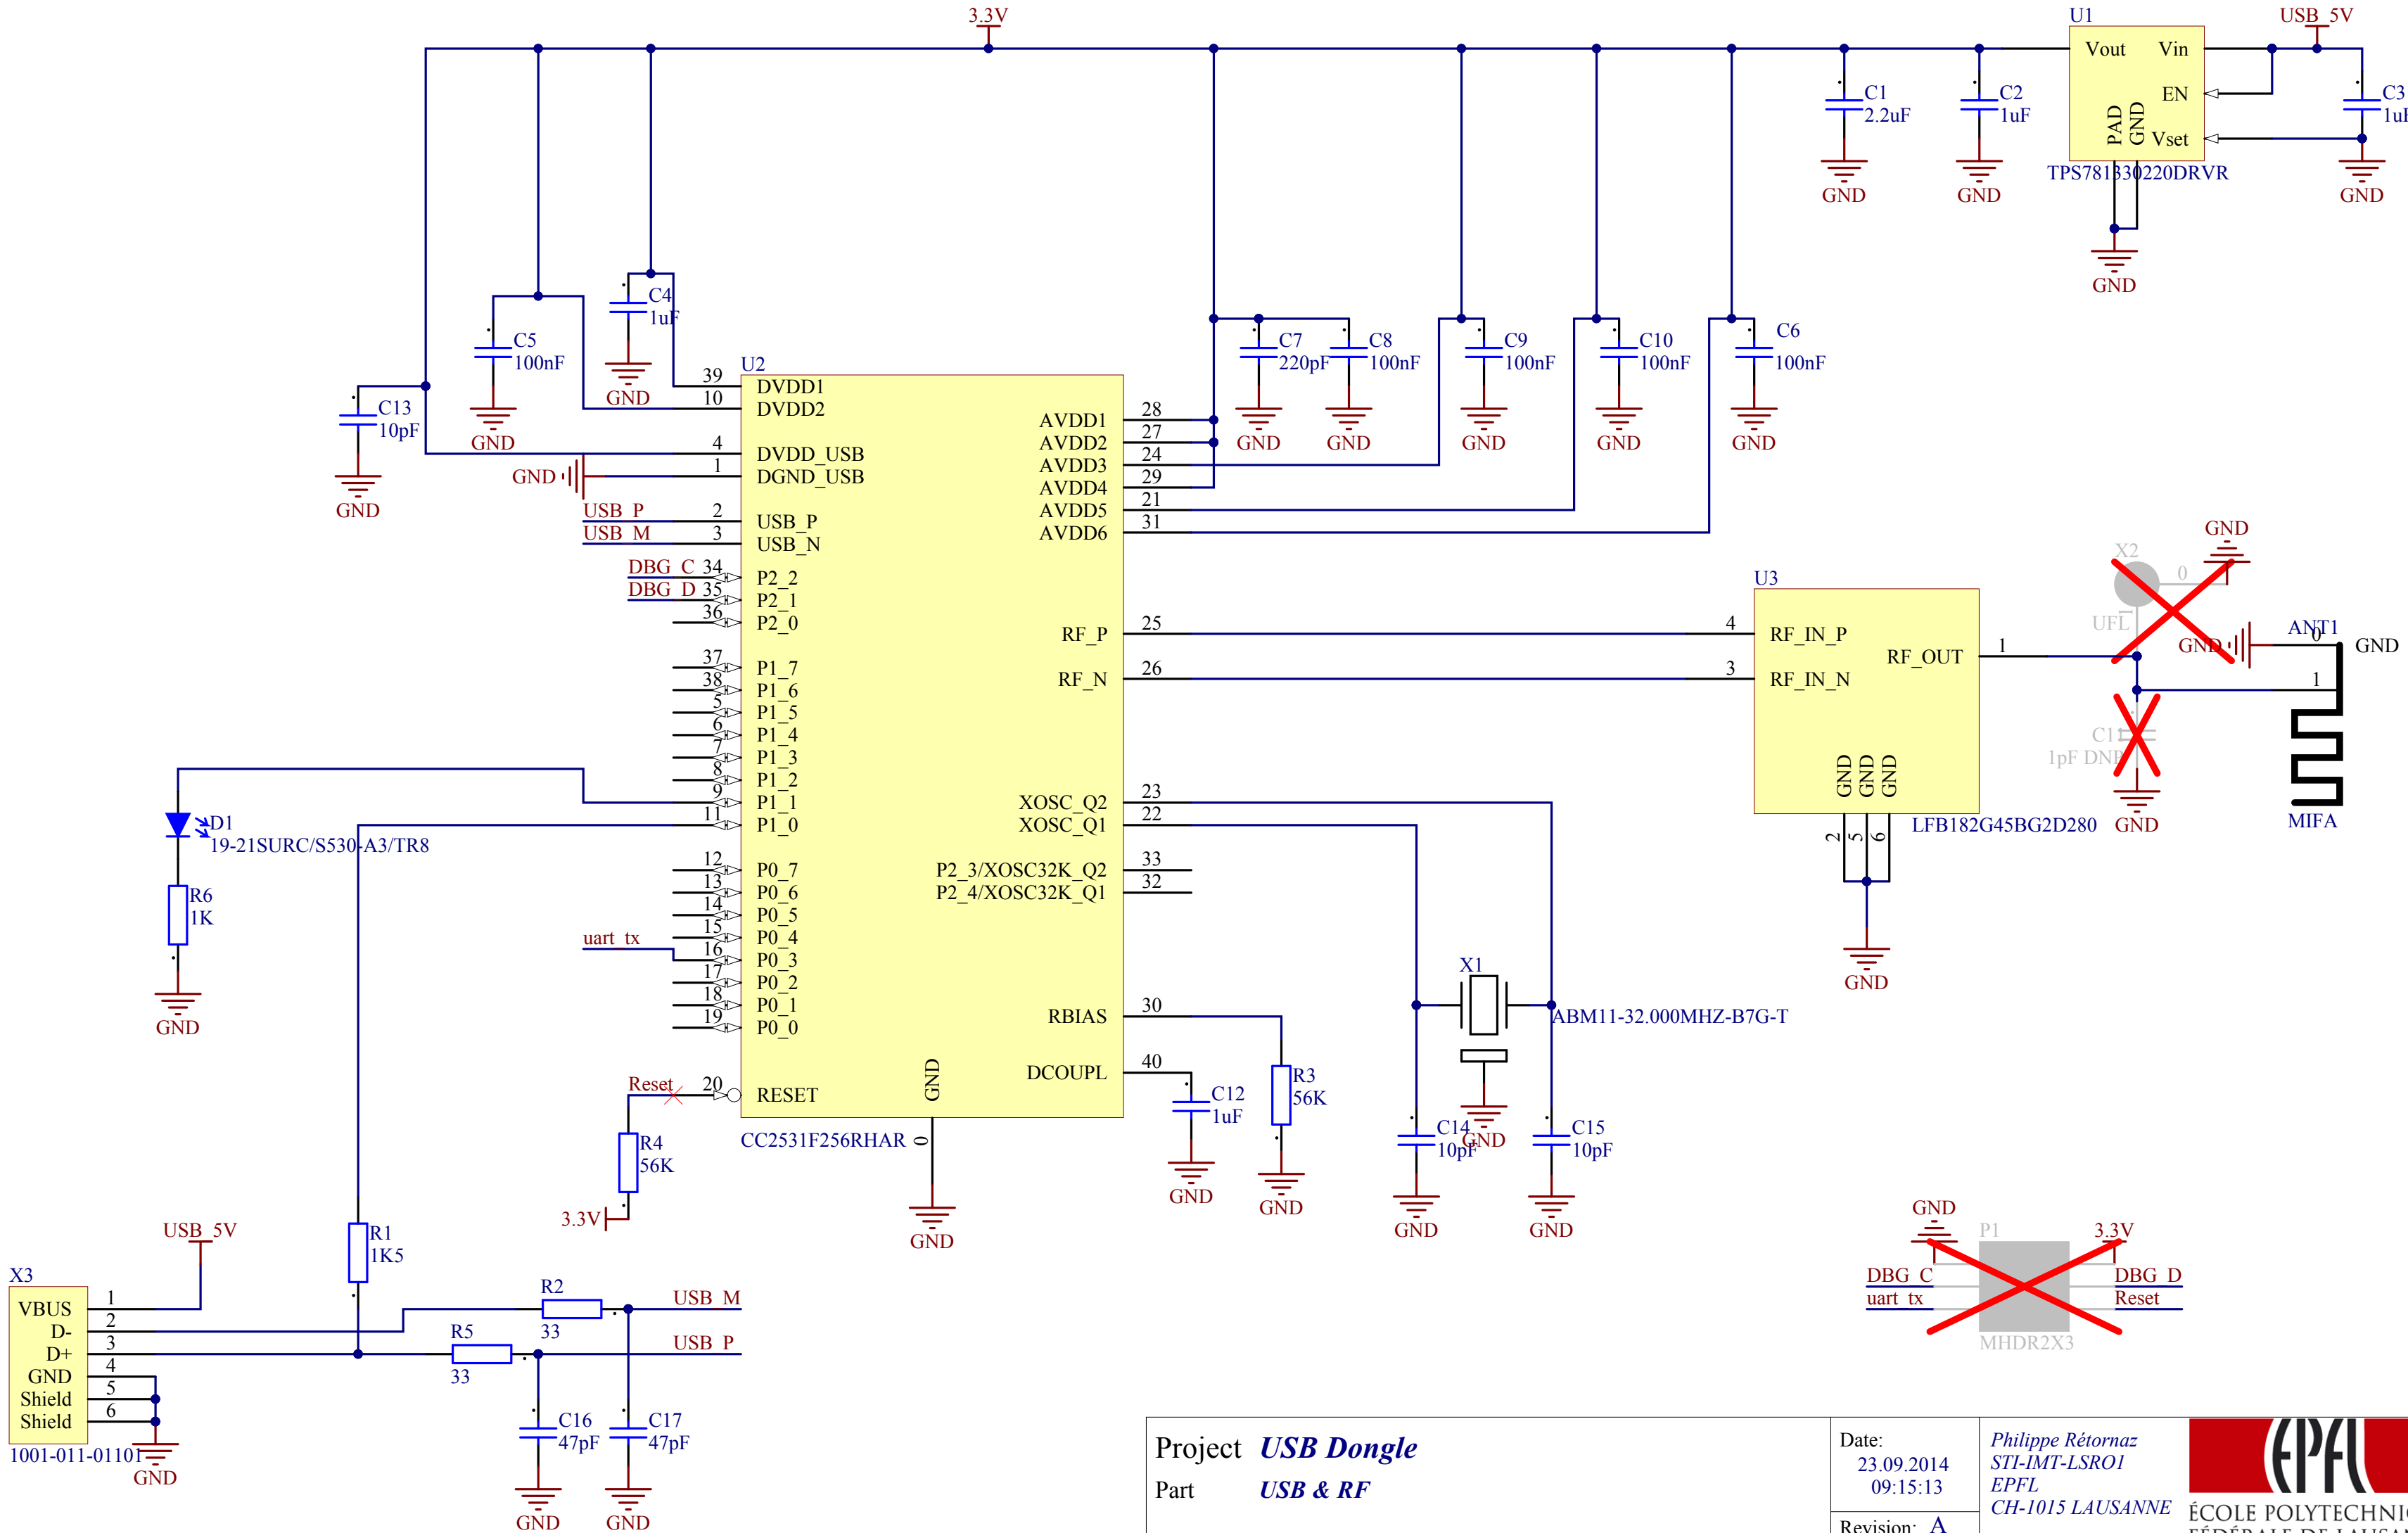 3.3V
U1
USB_5V
Vout
Vin
EN
Vset
PAD
GND
TPS781330220DRVR
GND
C1
2.2uF
GND
C2
1uF
GND
C3
GND
C4
1uF
GND
C5
100nF
GND
C13
10pF
GND
C7
220pF
GND
C8
100nF
GND
C9
100nF
GND
C10
100nF
GND
C6
100nF
GND
U2
39 DVDD1
10 DVDD2
4 DVDD_USB
GND 1 DGND_USB
USB_P 2 USB_P
USB_M 3 USB_N
DBG_C 34 P2_2
DBG_D 35 P2_1
36 P2_0
37 P1_7
38 P1_6
5 P1_5
6 P1_4
7 P1_3
8 P1_2
9 P1_1
11 P1_0
12 P0_7
13 P0_6
14 P0_5
15 P0_4
uart_tx 16 P0_3
17 P0_2
18 P0_1
19 P0_0
Reset 20 RESET
AVDD1 28
AVDD2 27
AVDD3 24
AVDD4 29
AVDD5 21
AVDD6 31
RF_P 25
RF_N 26
XOSC_Q2 23
XOSC_Q1 22
P2_3/XOSC32K_Q2 33
P2_4/XOSC32K_Q1 32
RBIAS 30
DCOUPL 40
GND
0
CC2531F256RHAR
GND
D1
19-21SURC/S530-A3/TR8
R6
1K
GND
R4
56K
3.3V
C12
1uF
GND
R3
56K
GND
X1
ABM11-32.000MHZ-B7G-T
GND
C14
10pF
GND
C15
10pF
GND
U3
4 RF_IN_P
3 RF_IN_N
RF_OUT 1
GND
GND
GND
2
5
6
LFB182G45BG2D280
GND
X2
0
GND
UFL
1
GND
ANT1
0
GND
1
MIFA
C11
1pF DNP
GND
X3
VBUS 1
D- 2
D+ 3
GND 4
Shield 5
Shield 6
1001-011-01101
GND
USB_5V
R1
1K5
R2
33
USB_M
R5
33
USB_P
C16
47pF
GND
C17
47pF
GND
GND
P1
3.3V
DBG_C
DBG_D
uart_tx
Reset
MHDR2X3
Project USB Dongle
Part USB & RF
Date:
23.09.2014
09:15:13
Revision: A
Philippe Rétornaz
STI-IMT-LSRO1
EPFL
CH-1015 LAUSANNE
EPFL
ÉCOLE